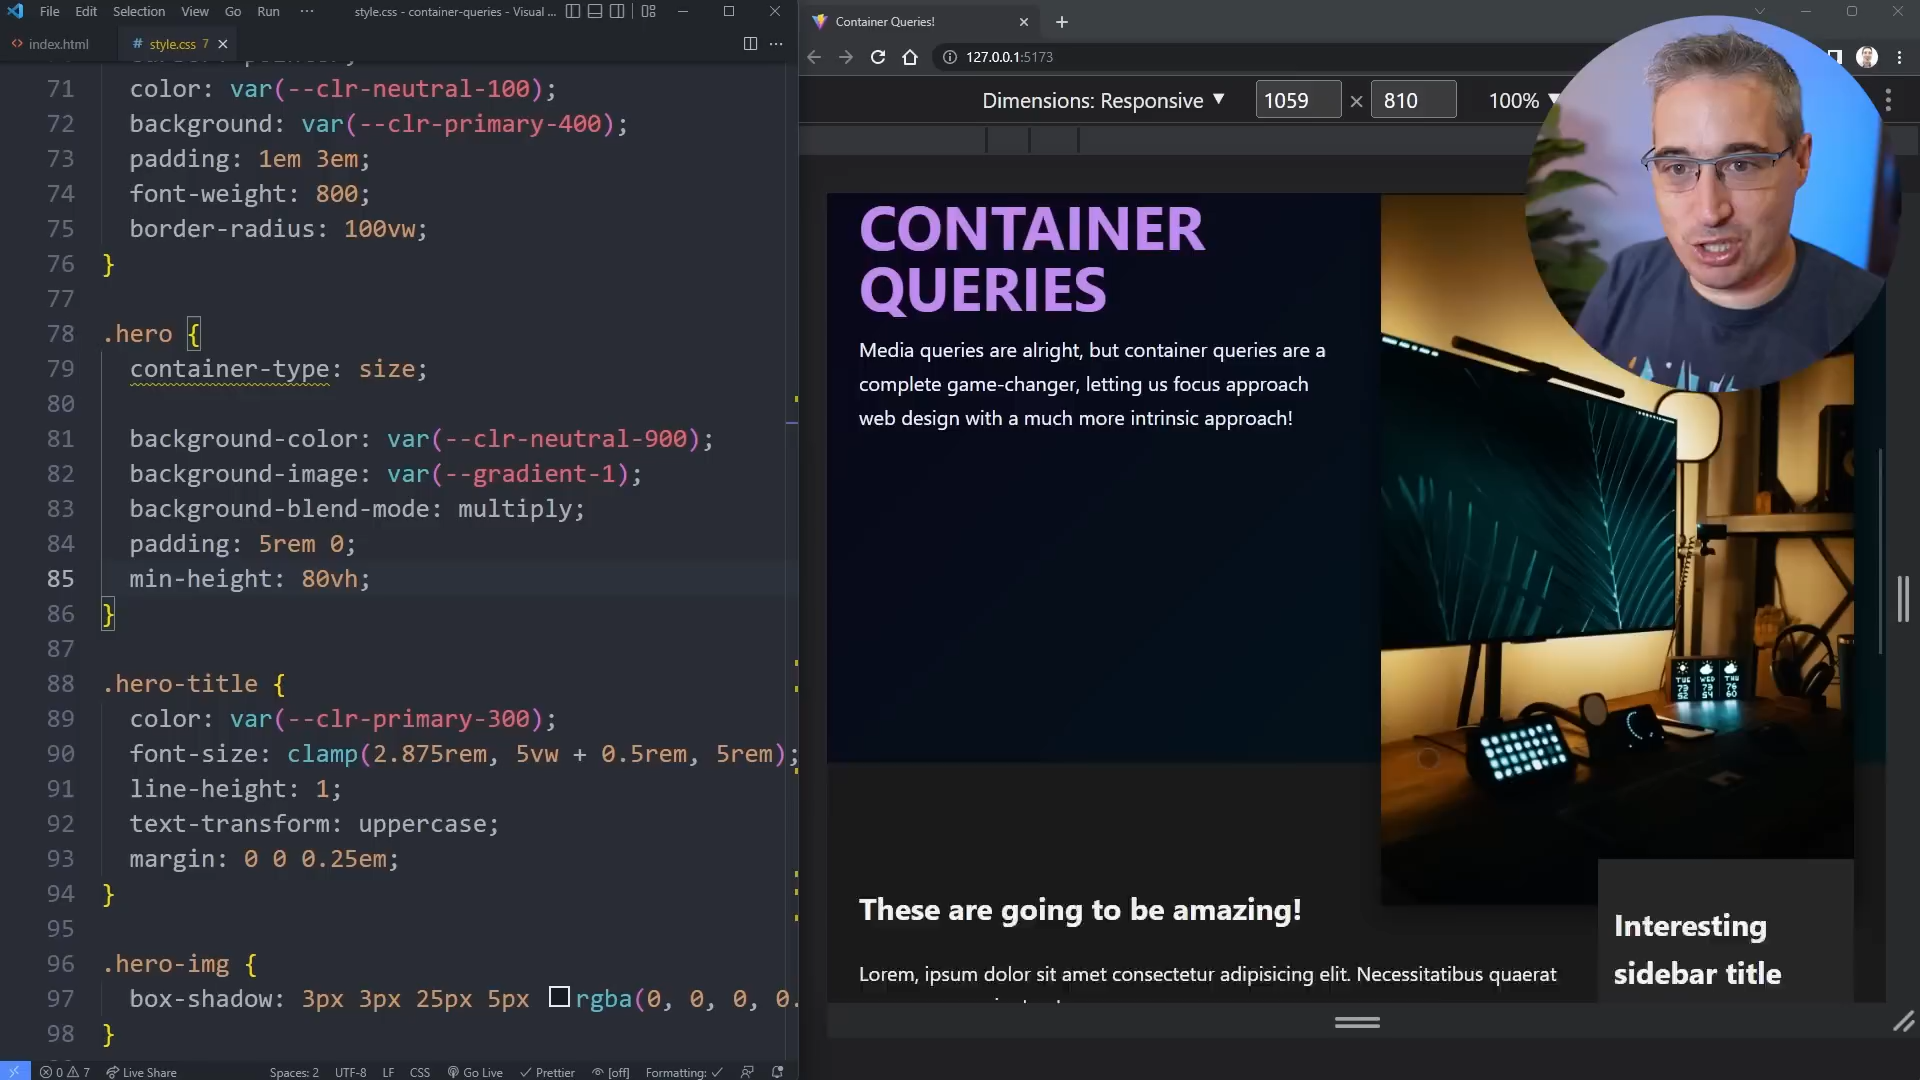 File Edit Selection View Go Run ··· style.css - container-queries - Visual ...
index.html
# style.css 7
71 color: var(--clr-neutral-100);
72 background: var(--clr-primary-400);
73 padding: 1em 3em;
74 font-weight: 800;
75 border-radius: 100vw;
76 }
77
78 .hero {
79 container-type: size;
80
81 background-color: var(--clr-neutral-900);
82 background-image: var(--gradient-1);
83 background-blend-mode: multiply;
84 padding: 5rem 0;
85 min-height: 80vh;
86 }
87
88 .hero-title {
89 color: var(--clr-primary-300);
90 font-size: clamp(2.875rem, 5vw + 0.5rem, 5rem);
91 line-height: 1;
92 text-transform: uppercase;
93 margin: 0 0 0.25em;
94 }
95
96 .hero-img {
97 box-shadow: 3px 3px 25px 5px rgba(0, 0, 0, 0.
98 }
0 7 Live Share Spaces: 2 UTF-8 LF CSS Go Live Prettier [off] Formatting: ✓
Container Queries!
127.0.0.1:5173
Dimensions: Responsive ▼ 1059 × 810 100% ▼
CONTAINER
QUERIES
Media queries are alright, but container queries are a
complete game-changer, letting us focus approach
web design with a much more intrinsic approach!
TUE WED THU
These are going to be amazing!
Lorem, ipsum dolor sit amet consectetur adipisicing elit. Necessitatibus quaerat
Interesting
sidebar title